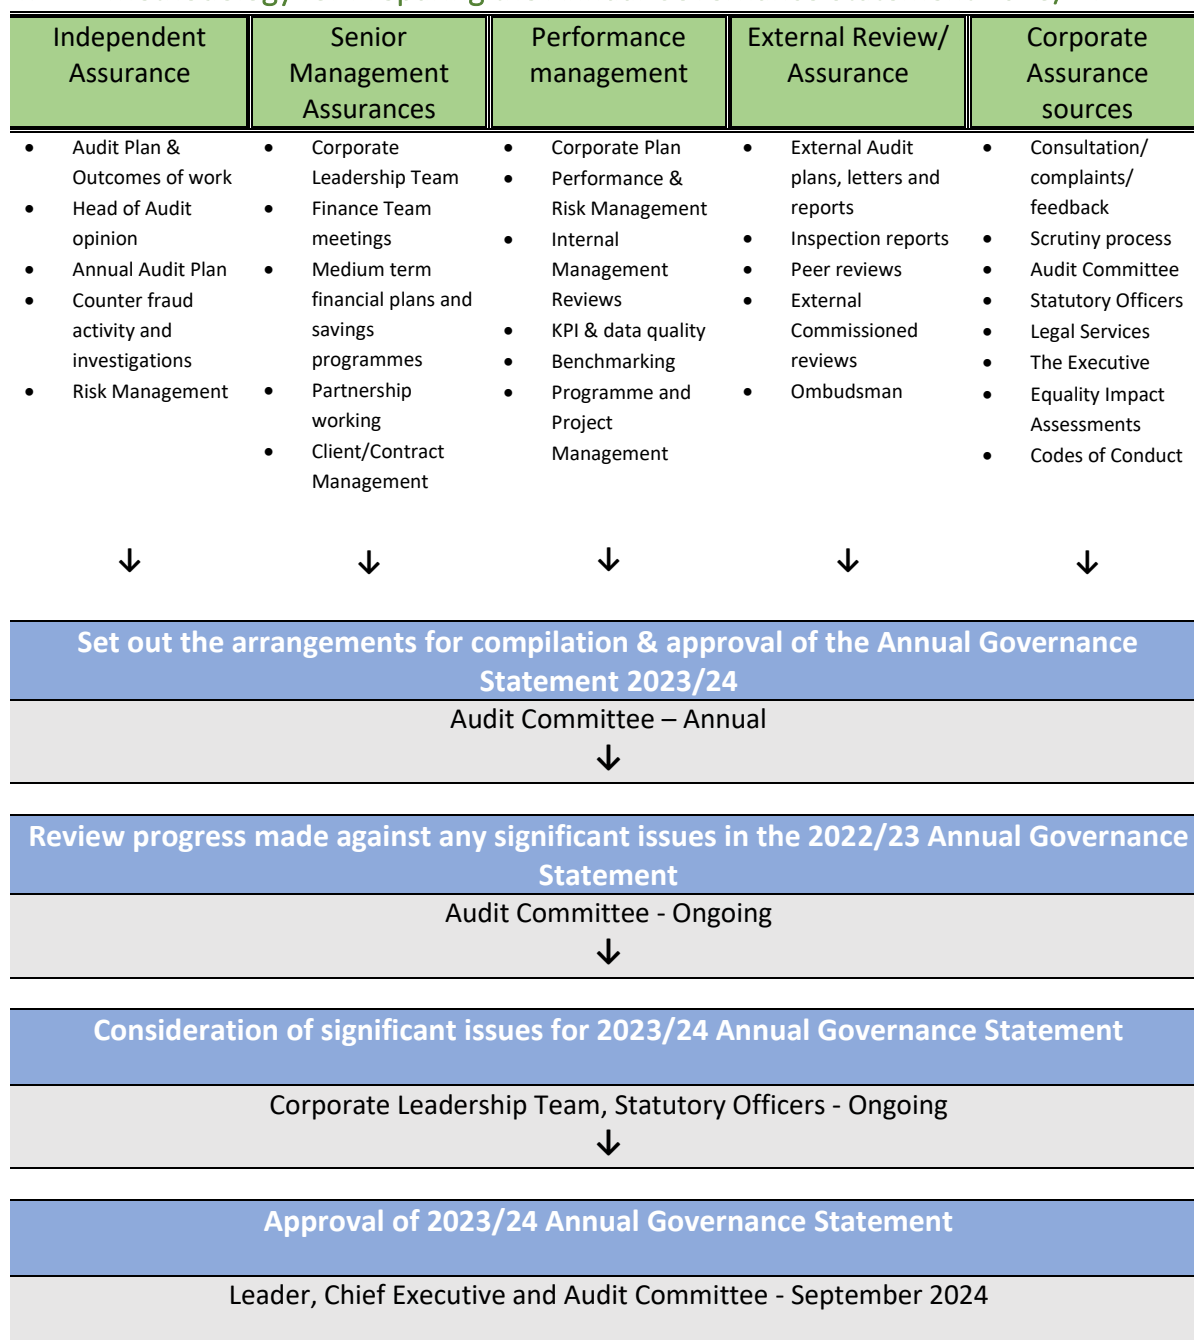 Independent
Assurance
Senior
Management
Assurances
Performance
management
External Review/
Assurance
Corporate
Assurance
sources
• Audit Plan &
Outcomes of work
• Head of Audit
opinion
• Annual Audit Plan
• Counter fraud
activity and
investigations
• Risk Management
• Corporate
Leadership Team
• Finance Team
meetings
• Medium term
financial plans and
savings
programmes
• Partnership
working
• Client/Contract
Management
• Corporate Plan
• Performance &
Risk Management
• Internal
Management
Reviews
• KPI & data quality
• Benchmarking
• Programme and
Project
Management
• External Audit
plans, letters and
reports
• Inspection reports
• Peer reviews
• External
Commissioned
reviews
• Ombudsman
• Consultation/
complaints/
feedback
• Scrutiny process
• Audit Committee
• Statutory Officers
• Legal Services
• The Executive
• Equality Impact
Assessments
• Codes of Conduct
Set out the arrangements for compilation & approval of the Annual Governance
Statement 2023/24
Audit Committee – Annual
Review progress made against any significant issues in the 2022/23 Annual Governance
Statement
Audit Committee - Ongoing
Consideration of significant issues for 2023/24 Annual Governance Statement
Corporate Leadership Team, Statutory Officers - Ongoing
Approval of 2023/24 Annual Governance Statement
Leader, Chief Executive and Audit Committee - September 2024